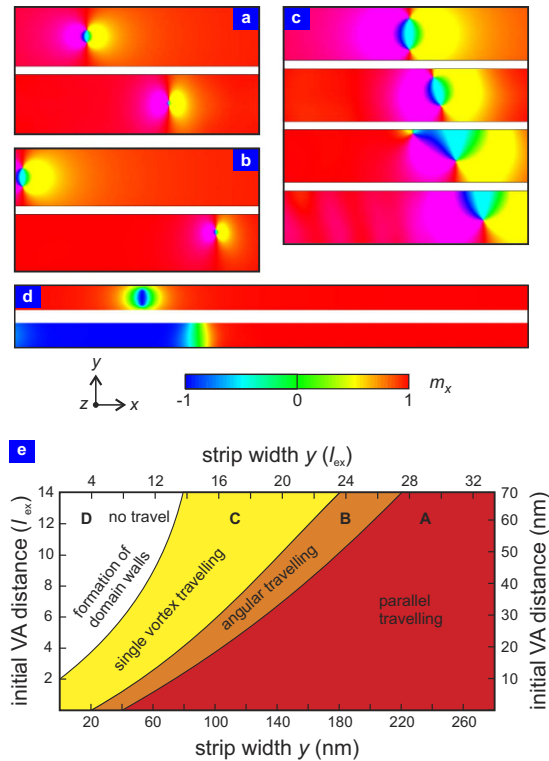 a
c
b
d
y
z
x
-1
0
1
mx
e
strip width y (lex)
4
8
12
16
20
24
28
32
14
12
10
8
6
4
2
initial VA distance (lex)
D
no travel
C
B
A
70
60
50
40
30
20
10
initial VA distance (nm)
formation of
domain walls
single vortex travelling
angular travelling
parallel
travelling
20
60
100
140
180
220
260
strip width y (nm)